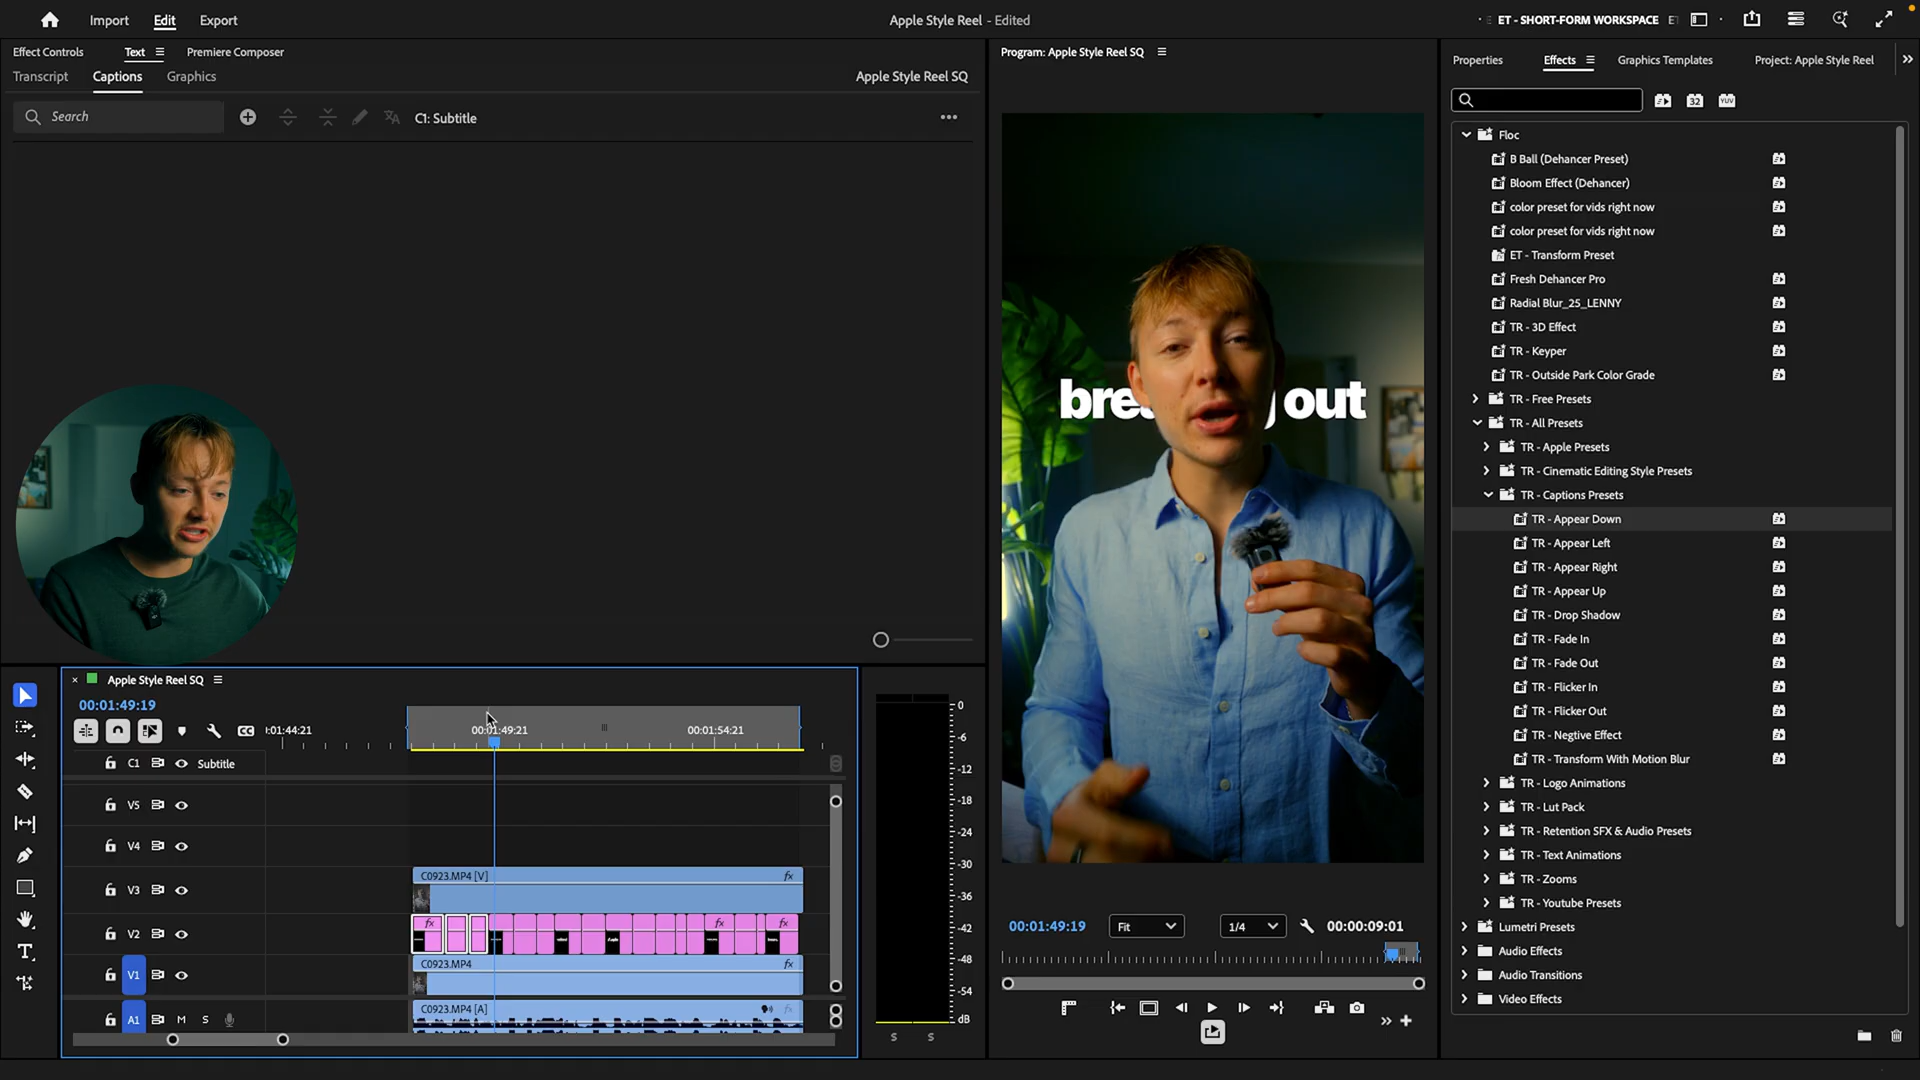 Import
Edit
Export
Apple Style Reel - Edited
ET - SHORT-FORM WORKSPACE
Effect Controls
Text
Premiere Composer
Transcript
Captions
Graphics
Apple Style Reel SQ
Search
C1: Subtitle
Program: Apple Style Reel SQ
out
Properties
Effects
Graphics Templates
Project: Apple Style Reel
32
YUV
Floc
B Ball (Dehancer Preset)
Bloom Effect (Dehancer)
color preset for vids right now
color preset for vids right now
ET - Transform Preset
Fresh Dehancer Pro
Radial Blur_25_LENNY
TR - 3D Effect
TR - Keyper
TR - Outside Park Color Grade
TR - Free Presets
TR - All Presets
TR - Apple Presets
TR - Cinematic Editing Style Presets
TR - Captions Presets
TR - Appear Down
TR - Appear Left
TR - Appear Right
TR - Appear Up
TR - Drop Shadow
TR - Fade In
TR - Fade Out
TR - Flicker In
TR - Flicker Out
TR - Negtive Effect
TR - Transform With Motion Blur
TR - Logo Animations
TR - Lut Pack
TR - Retention SFX & Audio Presets
TR - Text Animations
TR - Zooms
TR - Youtube Presets
Lumetri Presets
Audio Effects
Audio Transitions
Video Effects
Apple Style Reel SQ
00:01:49:19
00:01:49:21
00:01:54:21
C1
Subtitle
V5
V4
V3
V2
V1
A1
M
S
C0923.MP4 [V]
fx
fx
fx
fx
C0923.MP4
fx
C0923.MP4 [A]
fx
0
-6
-12
-18
-24
-30
-36
-42
-48
-54
dB
S
S
00:01:49:19
Fit
1/4
00:00:09:01